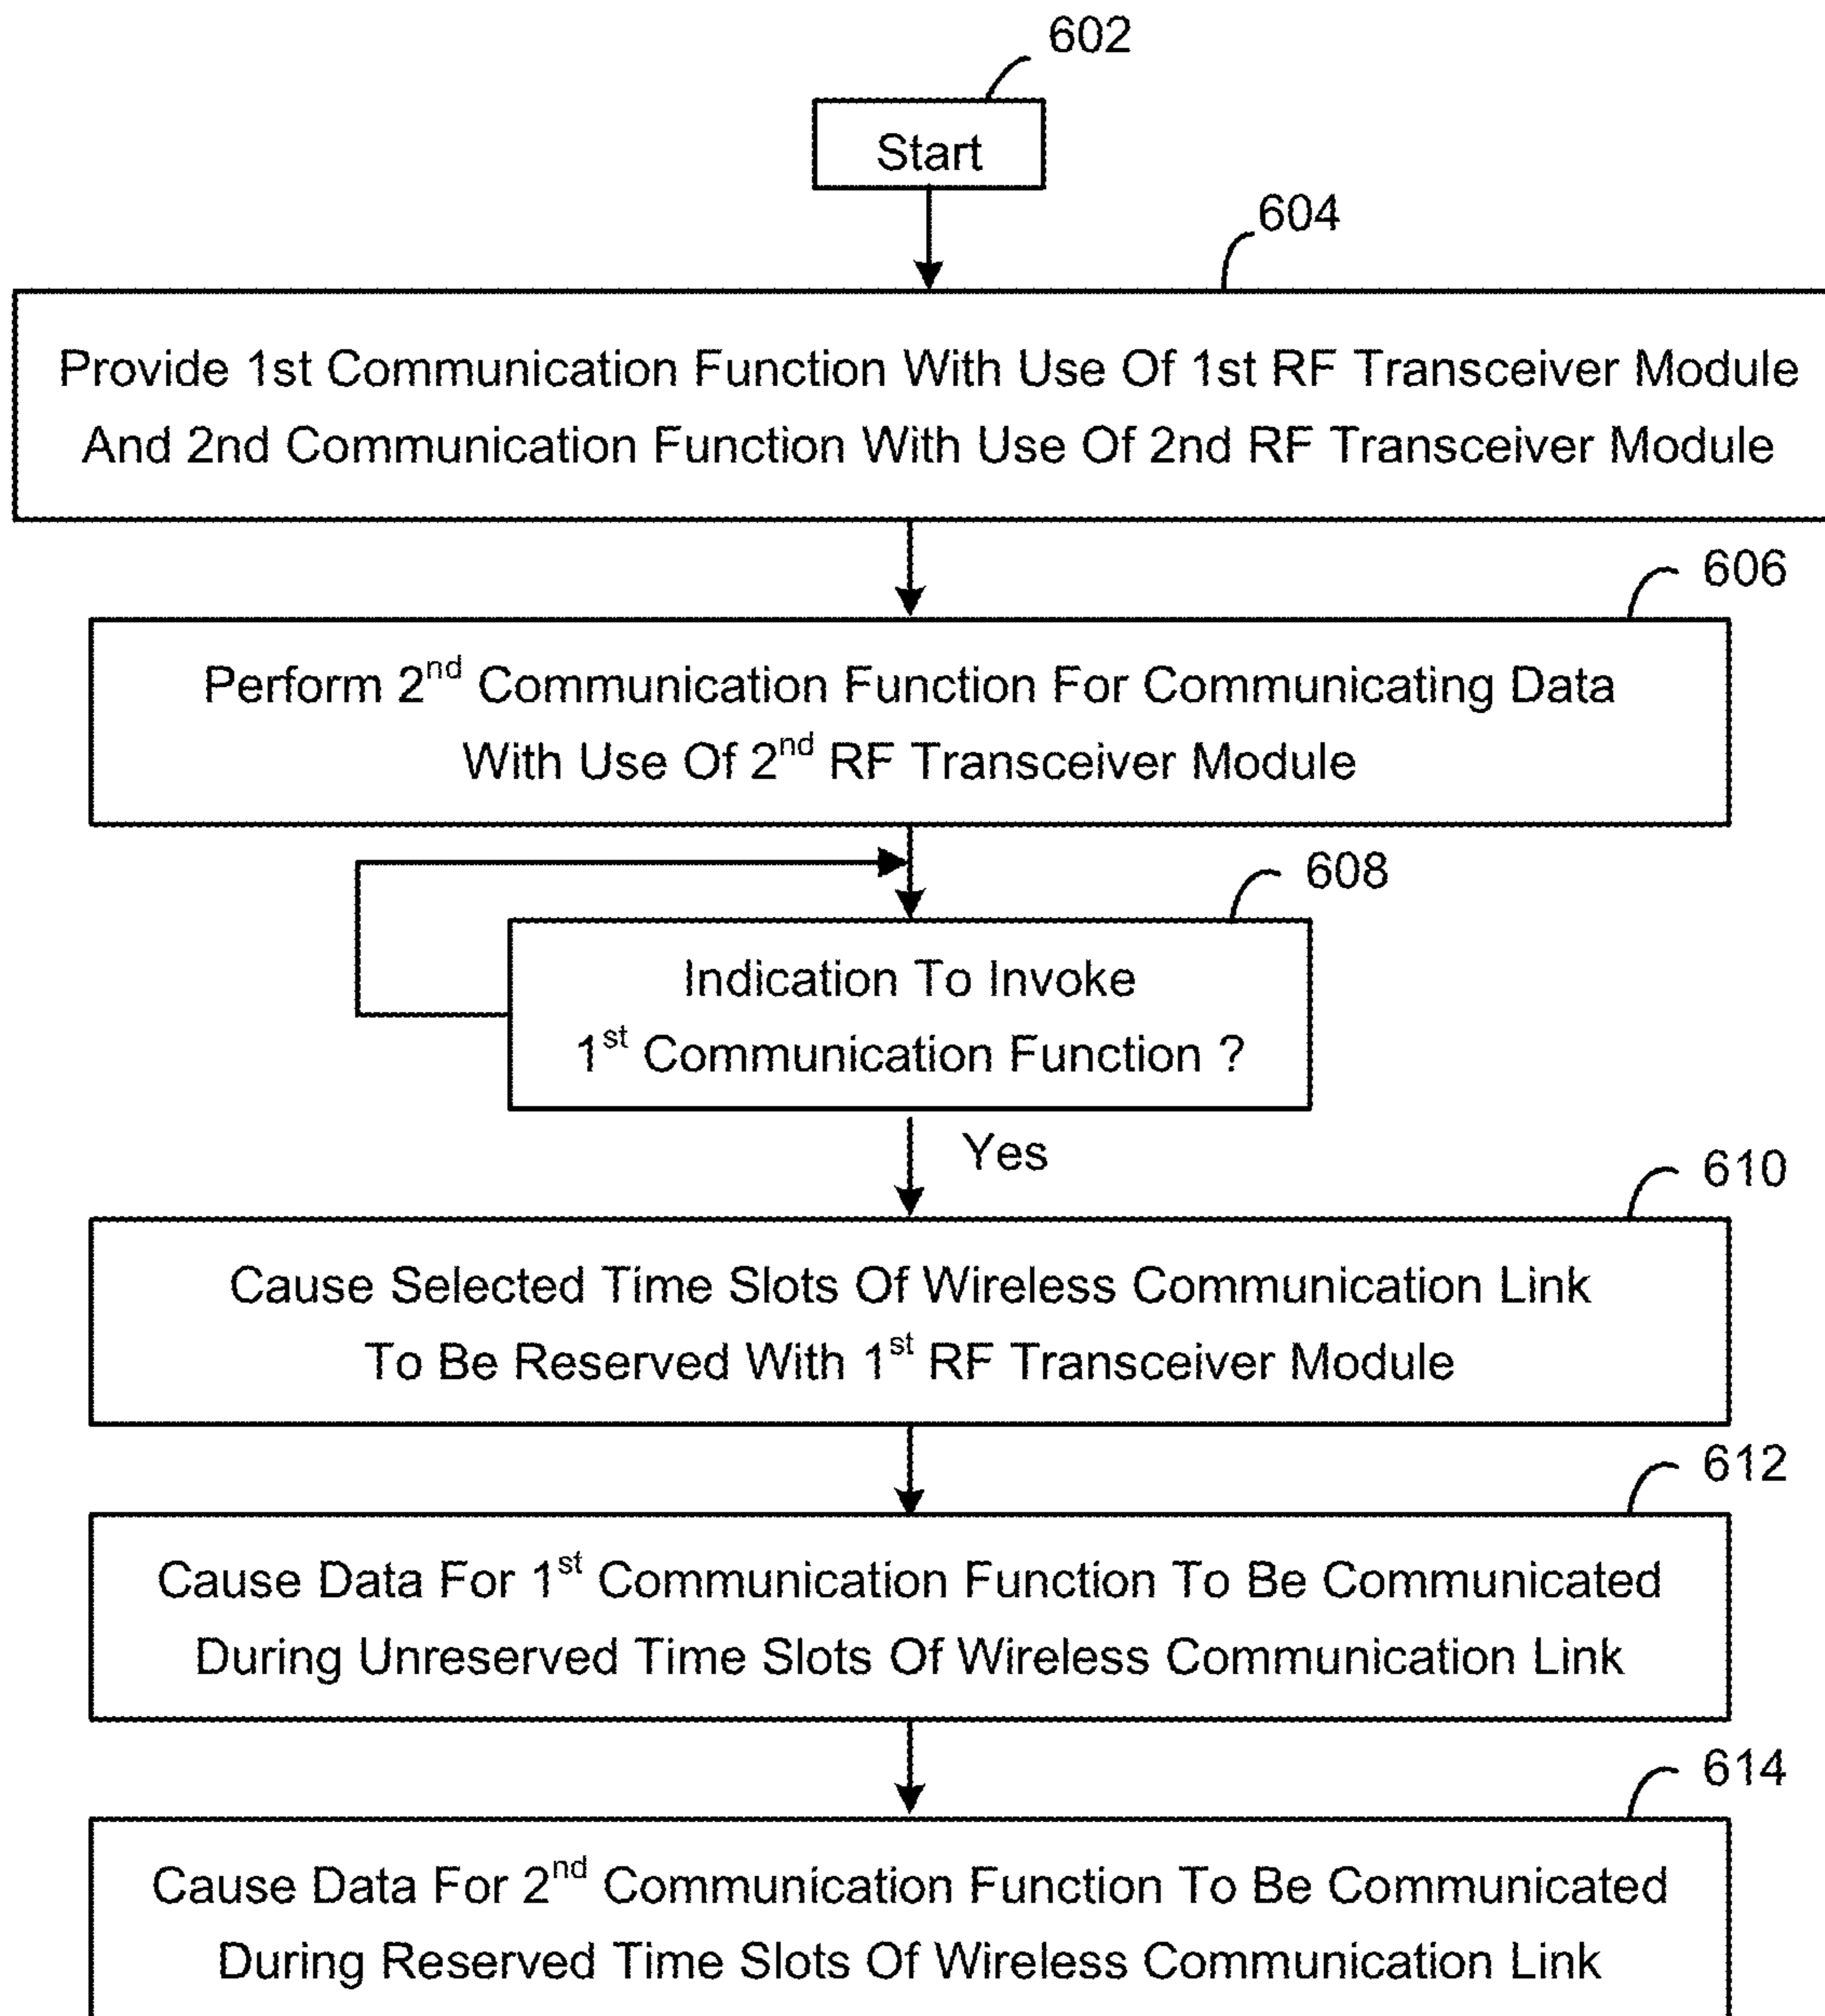 602
Start
604
Provide 1st Communication Function With Use Of 1st RF Transceiver Module
And 2nd Communication Function With Use Of 2nd RF Transceiver Module
606
Perform 2nd Communication Function For Communicating Data
With Use Of 2nd RF Transceiver Module
608
Indication To Invoke
1st Communication Function ?
Yes
610
Cause Selected Time Slots Of Wireless Communication Link
To Be Reserved With 1st RF Transceiver Module
612
Cause Data For 1st Communication Function To Be Communicated
During Unreserved Time Slots Of Wireless Communication Link
614
Cause Data For 2nd Communication Function To Be Communicated
During Reserved Time Slots Of Wireless Communication Link